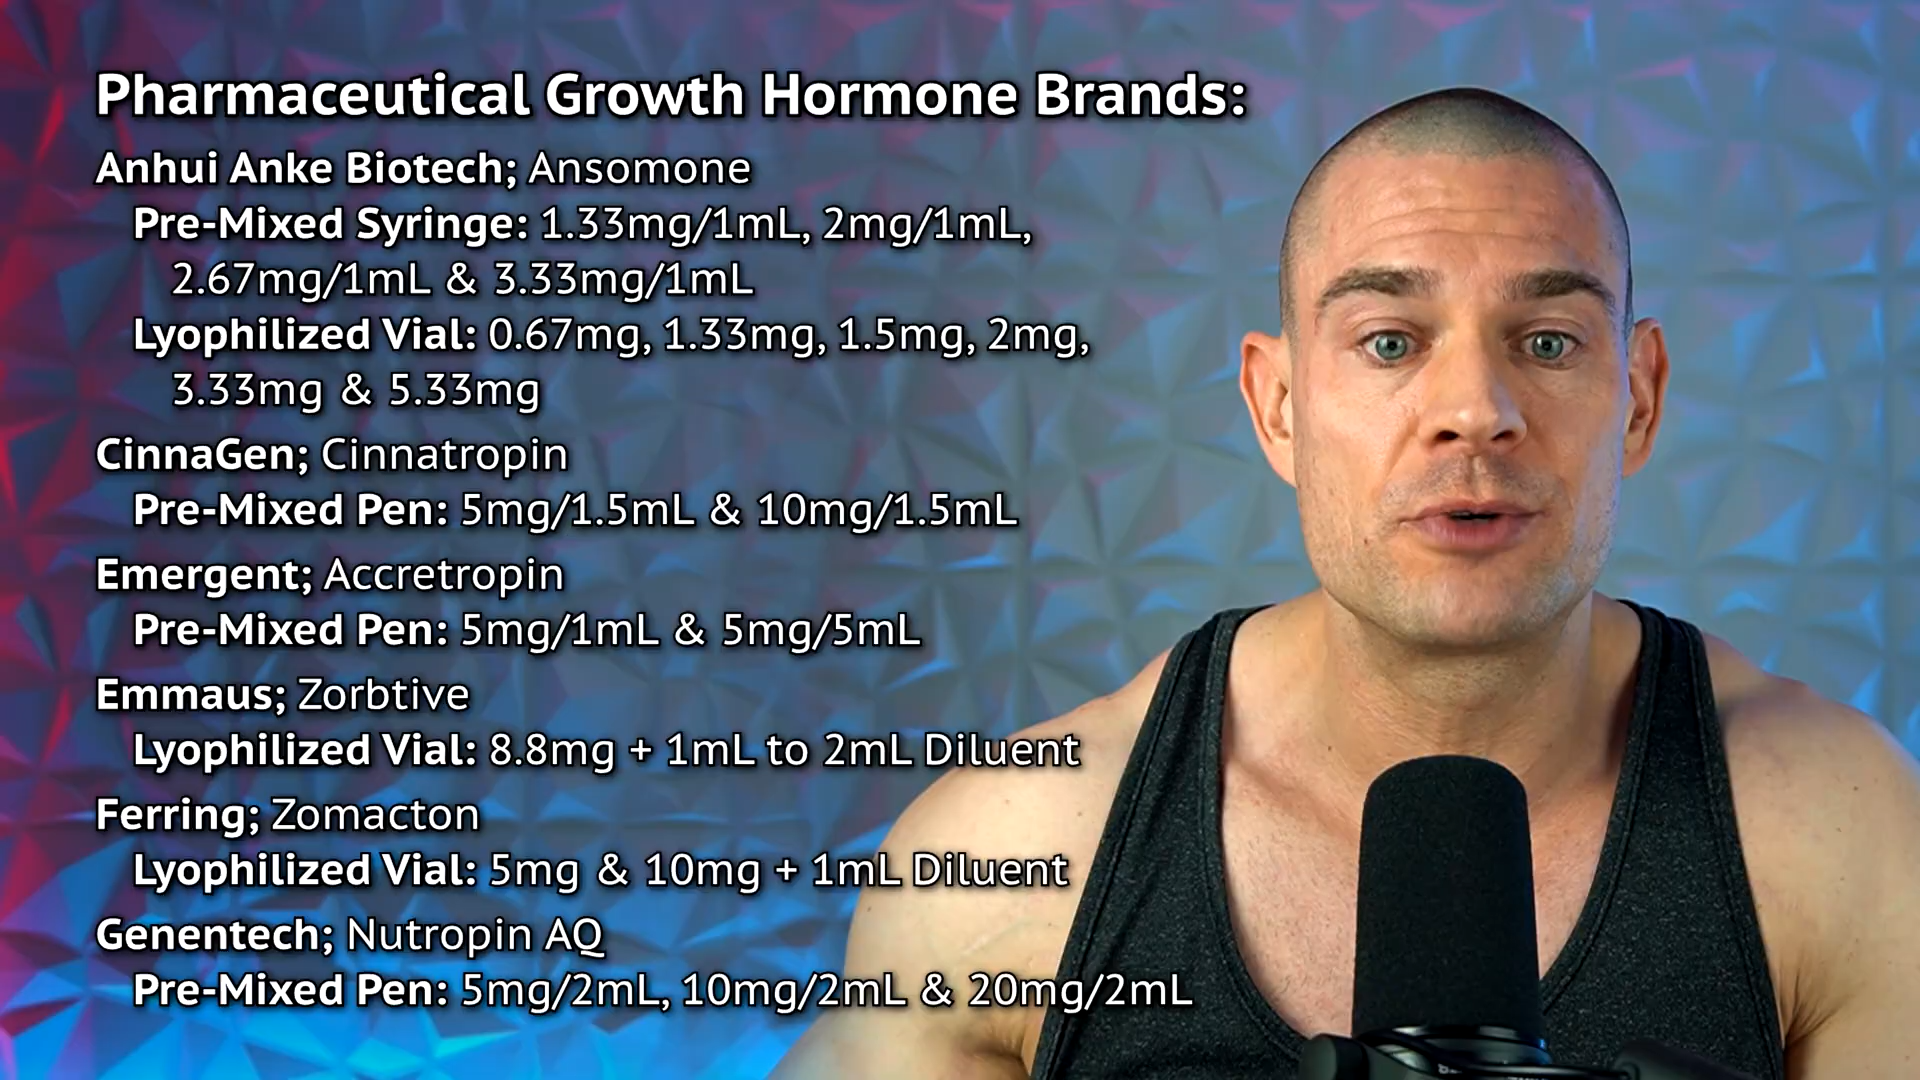 Pharmaceutical Growth Hormone Brands:
Anhui Anke Biotech; Ansomone
Pre-Mixed Syringe: 1.33mg/1mL, 2mg/1mL,
2.67mg/1mL & 3.33mg/1mL
Lyophilized Vial: 0.67mg, 1.33mg, 1.5mg, 2mg,
3.33mg & 5.33mg
CinnaGen; Cinnatropin
Pre-Mixed Pen: 5mg/1.5mL & 10mg/1.5mL
Emergent; Accretropin
Pre-Mixed Pen: 5mg/1mL & 5mg/5mL
Emmaus; Zorbtive
Lyophilized Vial: 8.8mg + 1mL to 2mL Diluent
Ferring; Zomacton
Lyophilized Vial: 5mg & 10mg + 1mL Diluent
Genentech; Nutropin AQ
Pre-Mixed Pen: 5mg/2mL, 10mg/2mL & 20mg/2mL